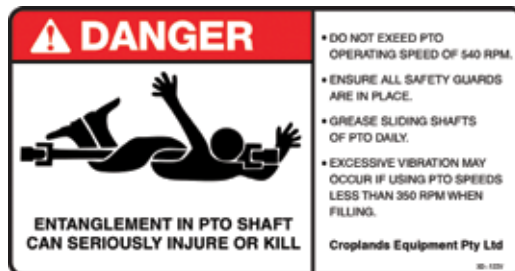 DANGER
ENTANGLEMENT IN PTO SHAFT
CAN SERIOUSLY INJURE OR KILL
• DO NOT EXEED PTO
OPERATING SPEED OF 540 RPM.
• ENSURE ALL SAFETY GUARDS
ARE IN PLACE.
• GREASE SLIDING SHAFTS
OF PTO DAILY.
• EXCESSIVE VIBRATION MAY
OCCUR IF USING PTO SPEEDS
LESS THAN 350 RPM WHEN
FILLING.
Croplands Equipment Pty Ltd